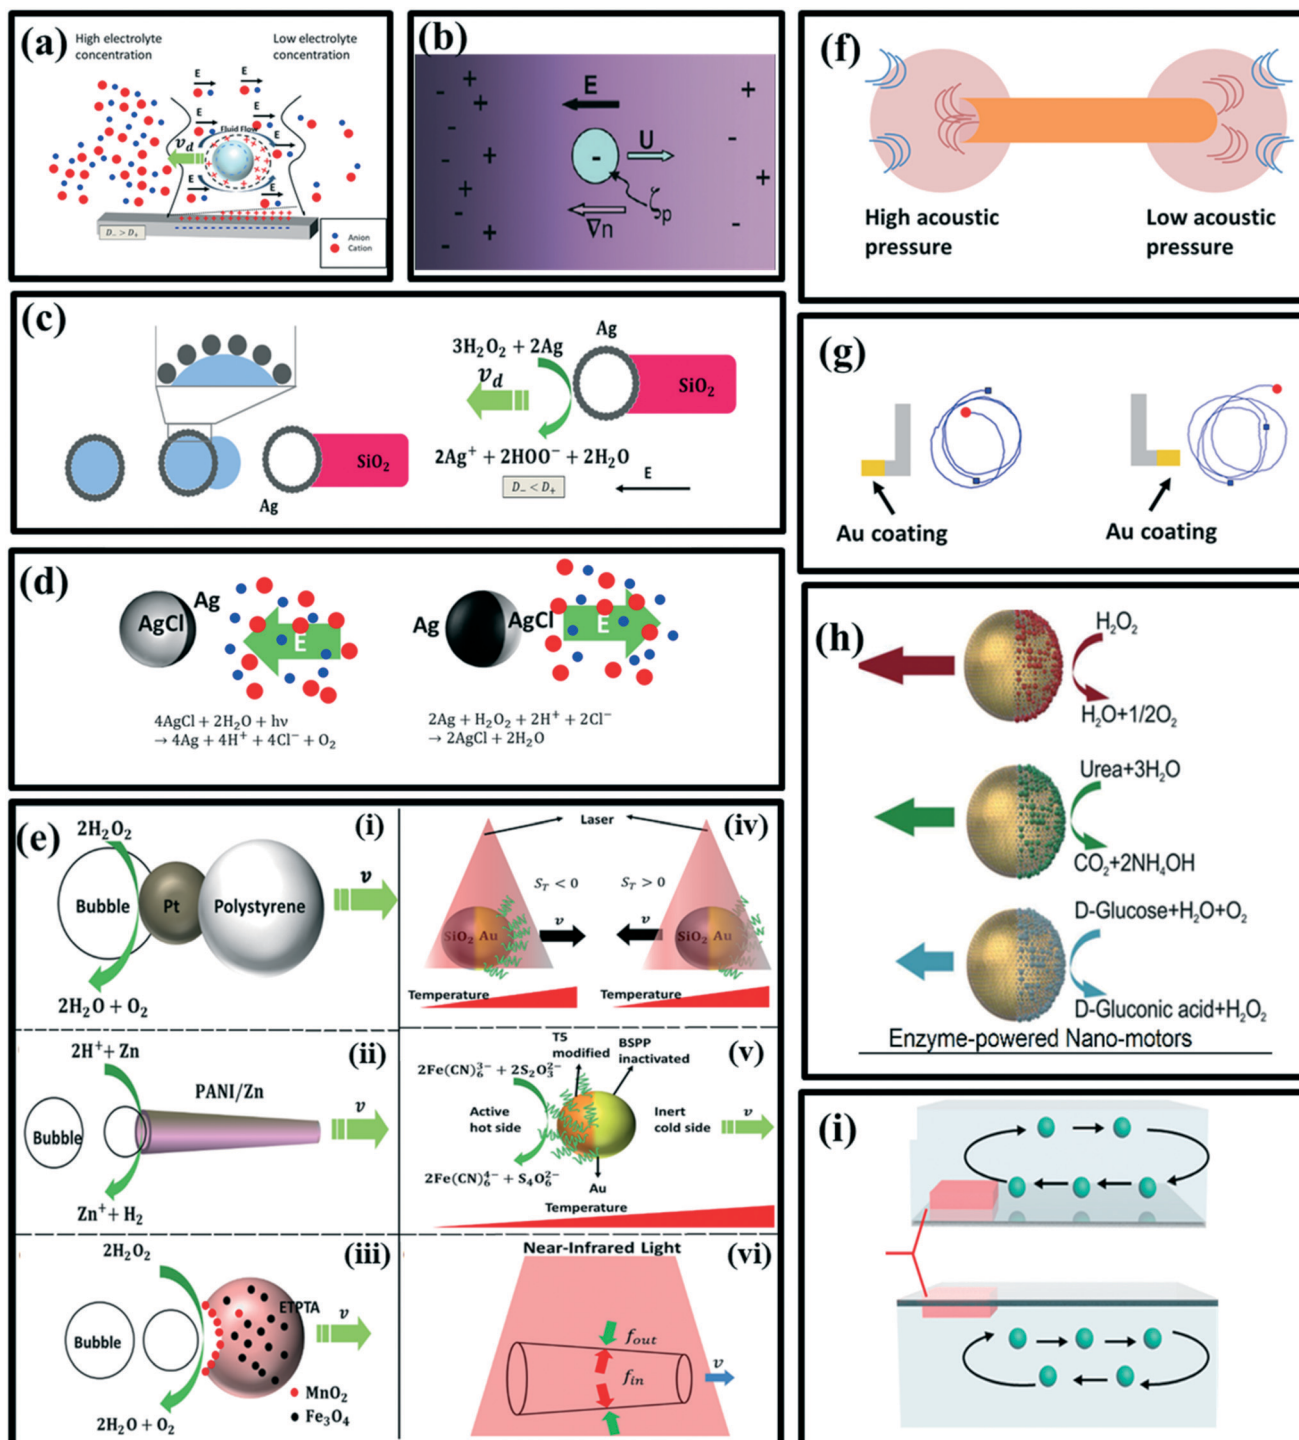 (a)
High electrolyte
concentration
Low electrolyte
concentration
E
E
E
E
Fluid Flow
E
v_d
E
E
E
D₋ > D₊
Anion
Cation
(b)
+ + +
- - - -
+
+
E
-
U
ζp
∇n
+
-
+
-
(c)
Ag
SiO₂
Ag
3H₂O₂ + 2Ag
v_d
SiO₂
2Ag⁺ + 2HOO⁻ + 2H₂O
D₋ < D₊
E
(d)
Ag
AgCl
E
4AgCl + 2H₂O + hν
→ 4Ag + 4H⁺ + 4Cl⁻ + O₂
Ag
AgCl
E
2Ag + H₂O₂ + 2H⁺ + 2Cl⁻
→ 2AgCl + 2H₂O
(e)
(i)
2H₂O₂
Bubble
Pt
Polystyrene
v
2H₂O + O₂
(ii)
2H⁺ + Zn
PANI/Zn
Bubble
v
Zn⁺ + H₂
(iii)
2H₂O₂
ETPTA
v
Bubble
MnO₂
Fe₃O₄
2H₂O + O₂
(iv)
Laser
S_T < 0
S_T > 0
SiO₂ Au
v
v
SiO₂ Au
Temperature
Temperature
(v)
T5
modified
BSPP
inactivated
2Fe(CN)₆³⁻ + 2S₂O₃²⁻
Active
hot side
Inert
cold side
v
2Fe(CN)₆⁴⁻ + S₄O₆²⁻
Au
Temperature
(vi)
Near-Infrared Light
f_out
f_in
v
(f)
High acoustic
pressure
Low acoustic
pressure
(g)
Au coating
Au coating
(h)
H₂O₂
H₂O+1/2O₂
Urea+3H₂O
CO₂+2NH₄OH
D-Glucose+H₂O+O₂
D-Gluconic acid+H₂O₂
Enzyme-powered Nano-motors
(i)